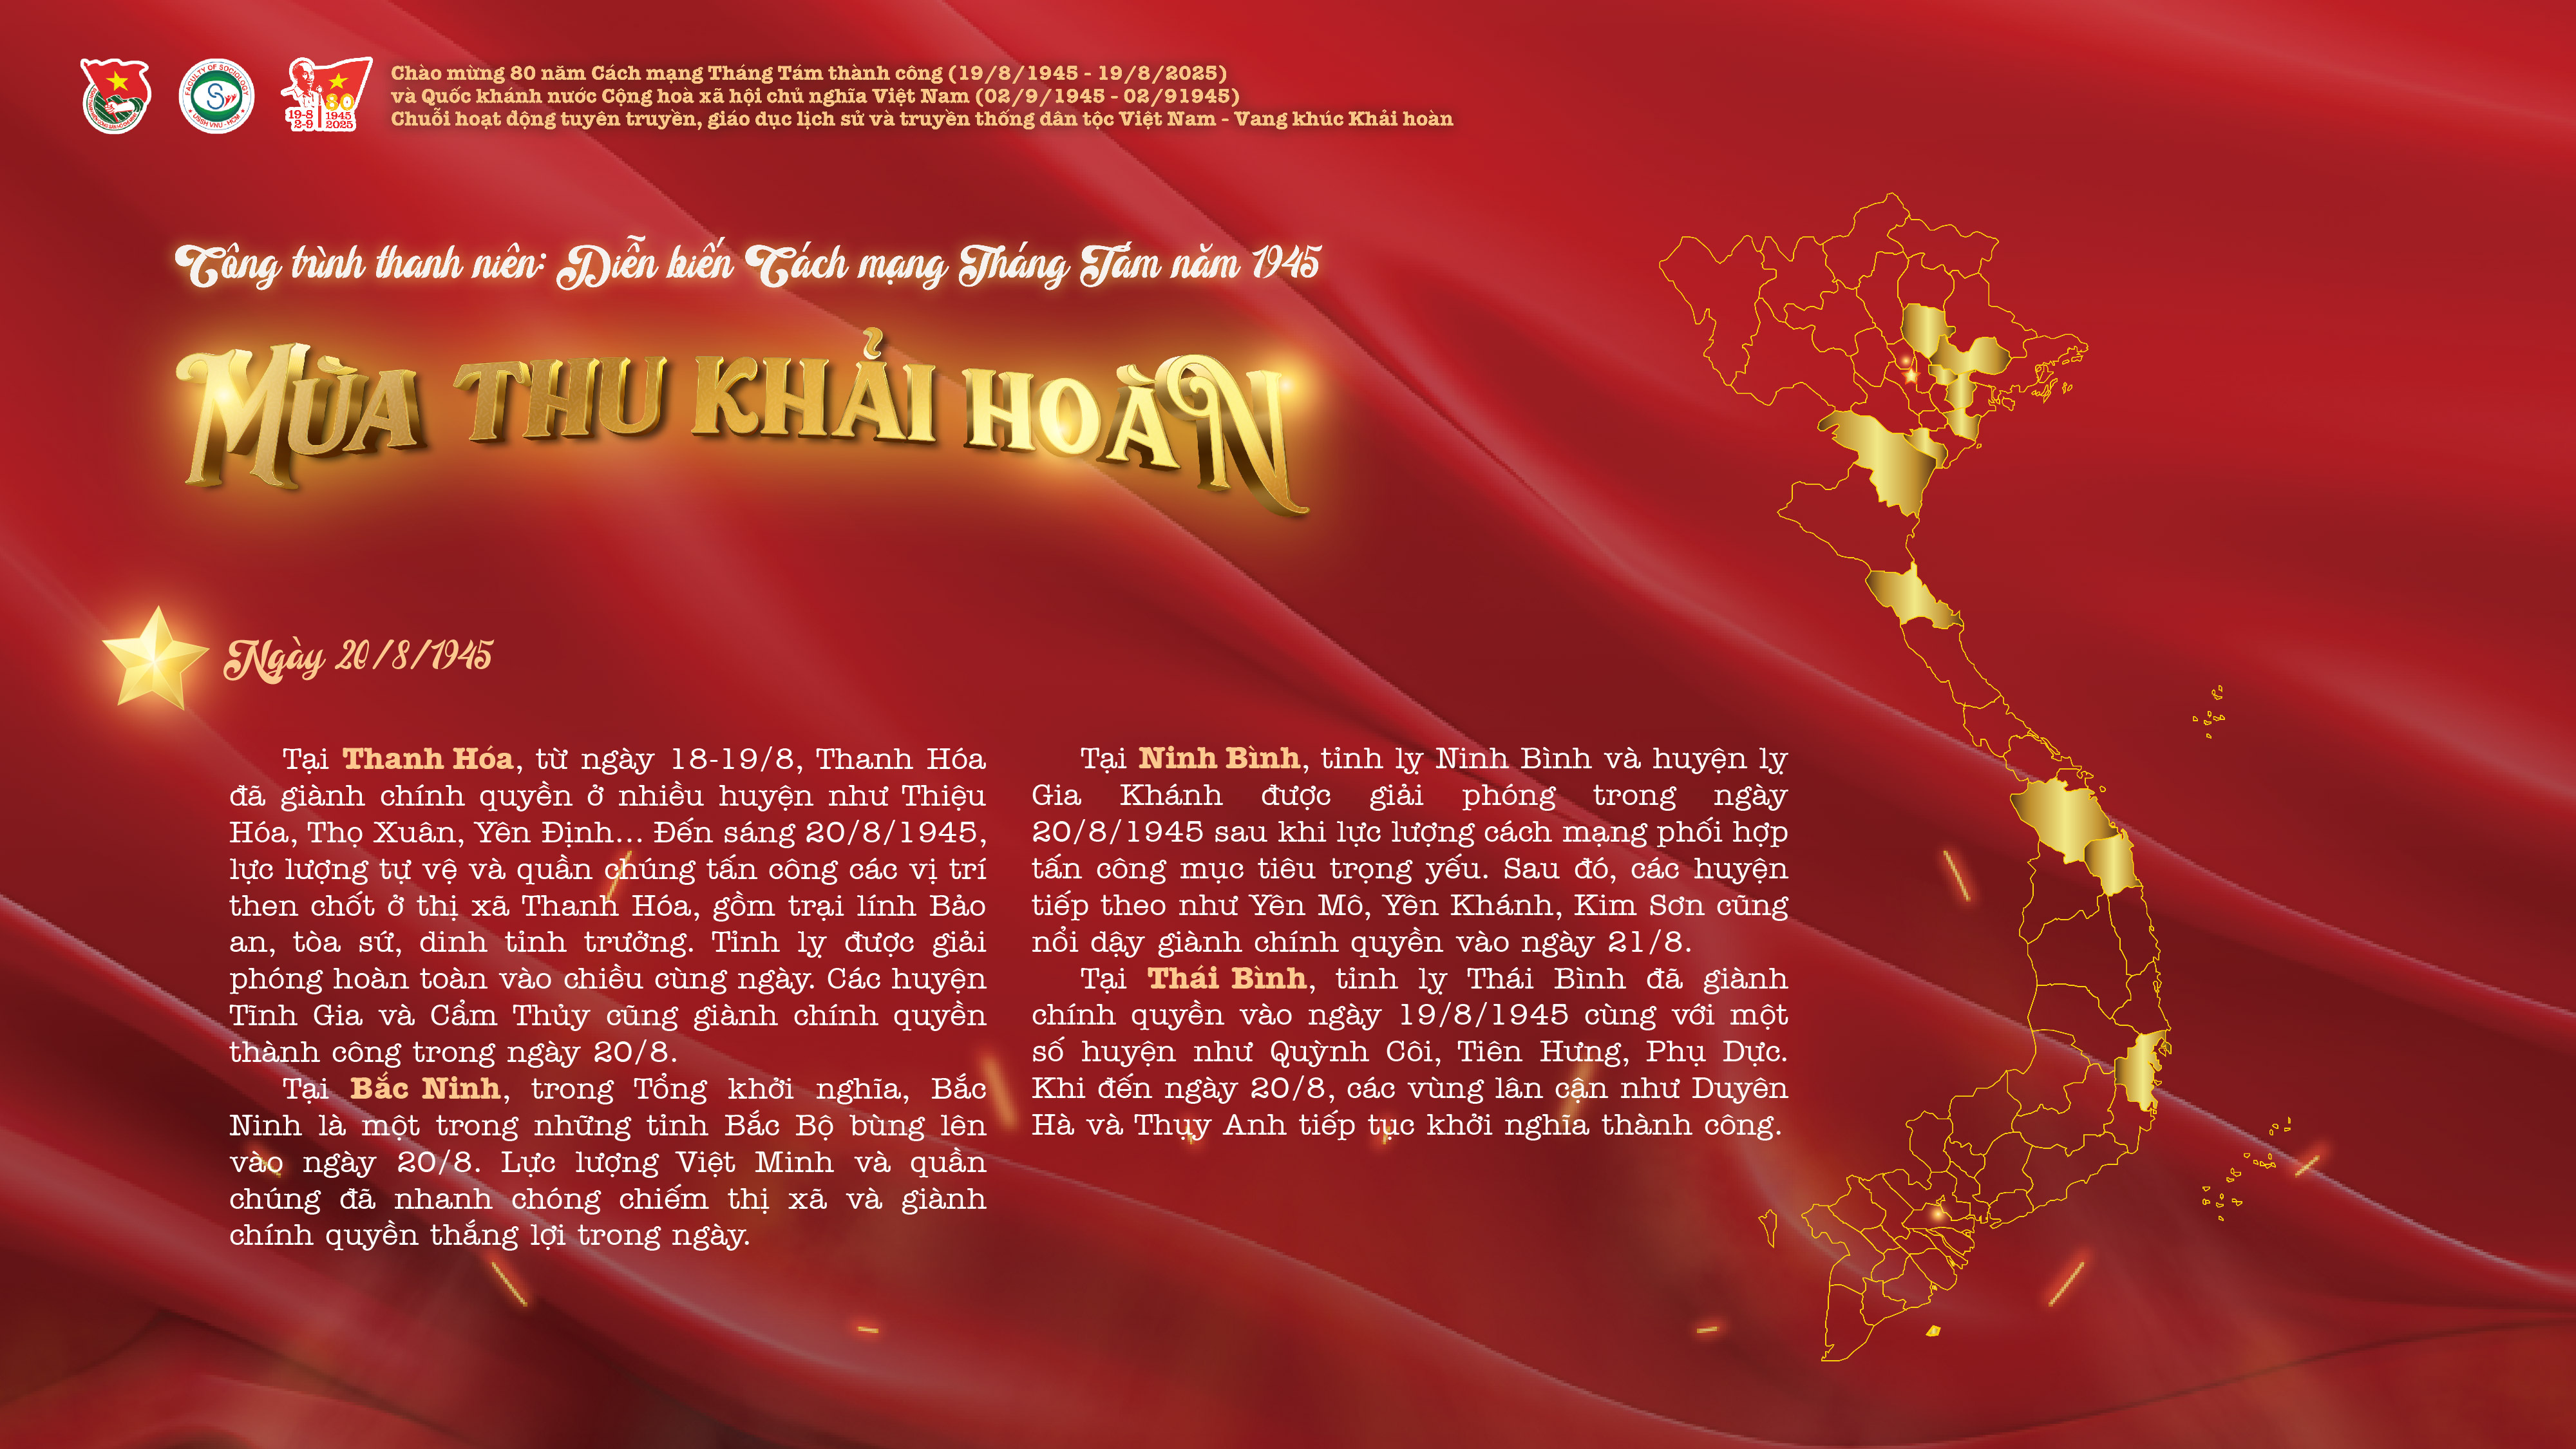 FACULTY OF SOCIOLOGY
USSH VNU - HCM
80
19-8
2-9
1945
2025
Chào mừng 80 năm Cách mạng Tháng Tám thành công (19/8/1945 - 19/8/2025)
và Quốc khánh nước Cộng hoà xã hội chủ nghĩa Việt Nam (02/9/1945 - 02/91945)
Chuỗi hoạt động tuyên truyền, giáo dục lịch sử và truyền thống dân tộc Việt Nam - Vang khúc Khải hoàn
Công trình thanh niên: Diễn biến Cách mạng Tháng Tám năm 1945
MÙA THU KHẢI HOÀN
Ngày 20/8/1945
Tại Thanh Hóa, từ ngày 18-19/8, Thanh Hóa
đã giành chính quyền ở nhiều huyện như Thiệu
Hóa, Thọ Xuân, Yên Định... Đến sáng 20/8/1945,
lực lượng tự vệ và quần chúng tấn công các vị trí
then chốt ở thị xã Thanh Hóa, gồm trại lính Bảo
an, tòa sứ, dinh tỉnh trưởng. Tỉnh lỵ được giải
phóng hoàn toàn vào chiều cùng ngày. Các huyện
Tĩnh Gia và Cẩm Thủy cũng giành chính quyền
thành công trong ngày 20/8.
Tại Bắc Ninh, trong Tổng khởi nghĩa, Bắc
Ninh là một trong những tỉnh Bắc Bộ bùng lên
vào ngày 20/8. Lực lượng Việt Minh và quần
chúng đã nhanh chóng chiếm thị xã và giành
chính quyền thắng lợi trong ngày.
Tại Ninh Bình, tỉnh lỵ Ninh Bình và huyện lỵ
Gia Khánh được giải phóng trong ngày
20/8/1945 sau khi lực lượng cách mạng phối hợp
tấn công mục tiêu trọng yếu. Sau đó, các huyện
tiếp theo như Yên Mô, Yên Khánh, Kim Sơn cũng
nổi dậy giành chính quyền vào ngày 21/8.
Tại Thái Bình, tỉnh lỵ Thái Bình đã giành
chính quyền vào ngày 19/8/1945 cùng với một
số huyện như Quỳnh Côi, Tiên Hưng, Phụ Dực.
Khi đến ngày 20/8, các vùng lân cận như Duyên
Hà và Thụy Anh tiếp tục khởi nghĩa thành công.